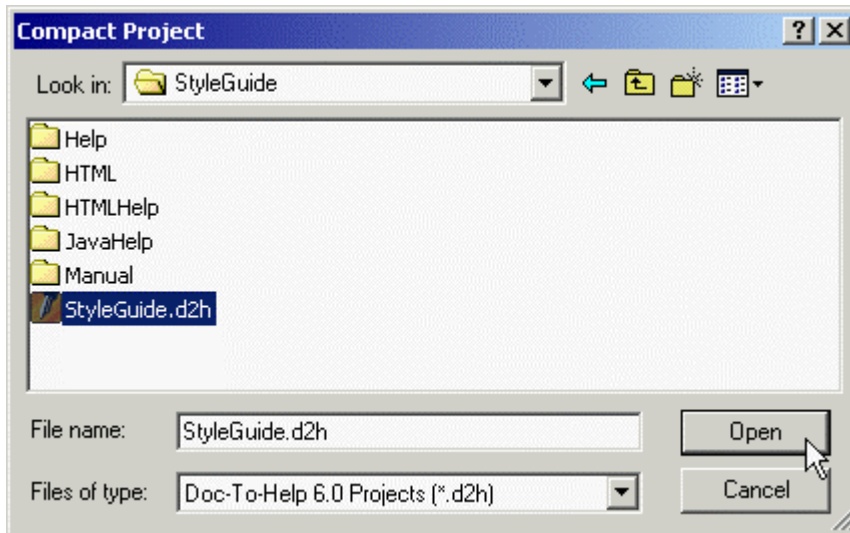 Compact Project
Look in: StyleGuide
Help
HTML
HTMLHelp
JavaHelp
Manual
StyleGuide.d2h
File name: StyleGuide.d2h Open
Files of type: Doc-To-Help 6.0 Projects (*.d2h) Cancel